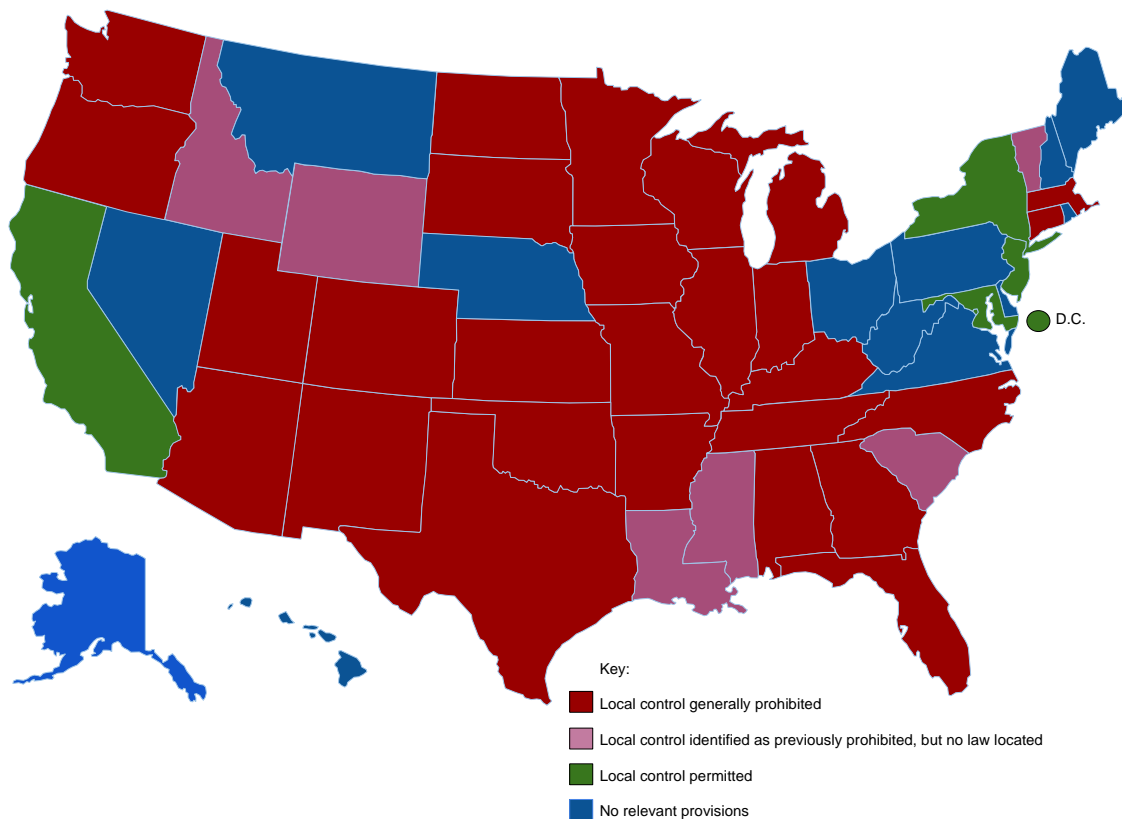 D.C.
Key:
Local control generally prohibited
Local control identified as previously prohibited, but no law located
Local control permitted
No relevant provisions